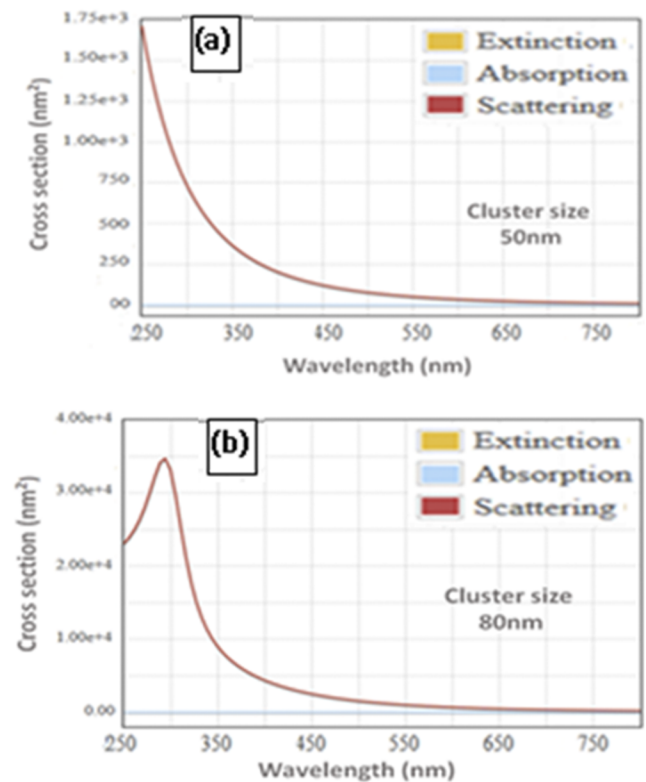 1.75e+3
(a)
1.50e+3
1.25e+3
1.00e+3
750
500
250
00
Cross section (nm²)
Extinction
Absorption
Scattering
Cluster size
50nm
250 350 450 550 650 750
Wavelength (nm)
4.00e+4
(b)
3.00e+4
2.00e+4
1.00e+4
0.00
Cross section (nm²)
Extinction
Absorption
Scattering
Cluster size
80nm
250 350 450 550 650 750
Wavelength (nm)